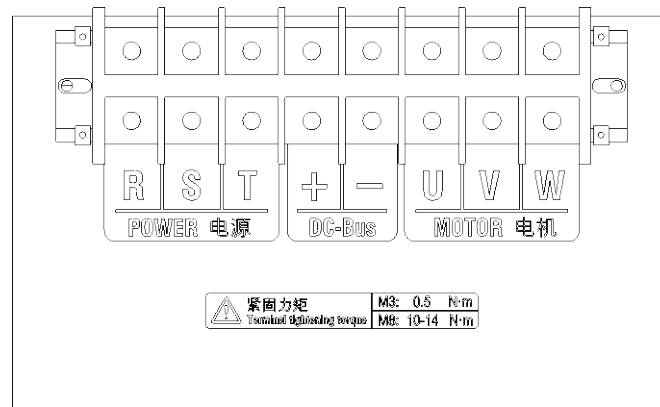 R S T + − U V W
POWER 电源 DC-Bus MOTOR 电机
紧固力矩 M3: 0.5 N·m
Terminal tightening torque M8: 10-14 N·m